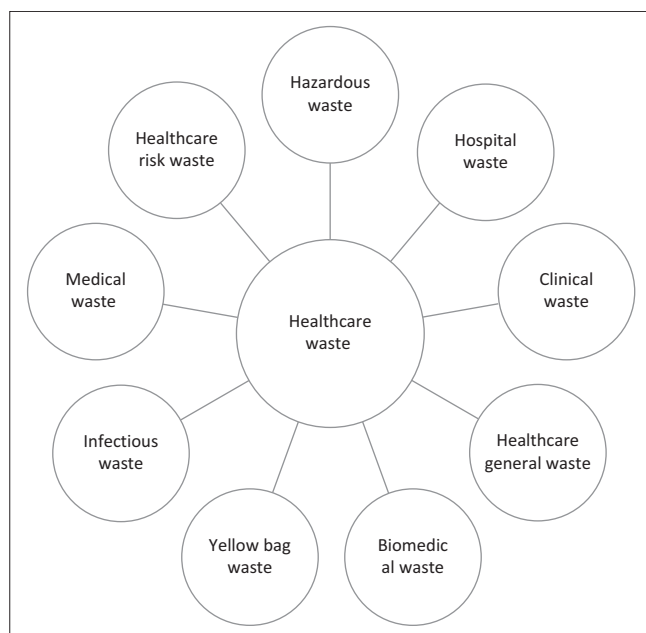 Hazardous
waste
Hospital
waste
Clinical
waste
Healthcare
general waste
Biomedic
al waste
Yellow bag
waste
Infectious
waste
Medical
waste
Healthcare
risk waste
Healthcare
waste